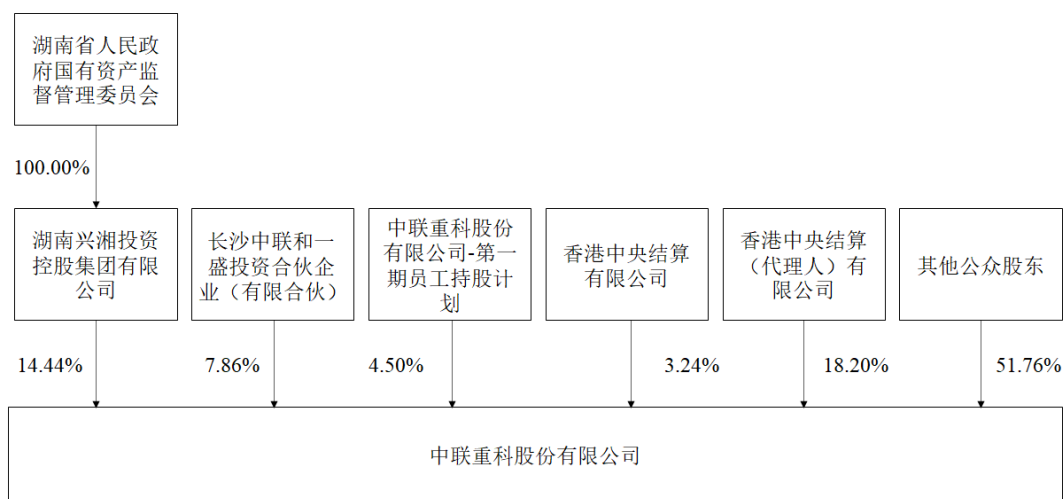 湖南省人民政
府国有资产监
督管理委员会
100.00%
湖南兴湘投资
控股集团有限
公司
长沙中联和一
盛投资合伙企
业（有限合伙）
中联重科股份
有限公司-第一
期员工持股计
划
香港中央结算
有限公司
香港中央结算
（代理人）有
限公司
其他公众股东
14.44%
7.86%
4.50%
3.24%
18.20%
51.76%
中联重科股份有限公司